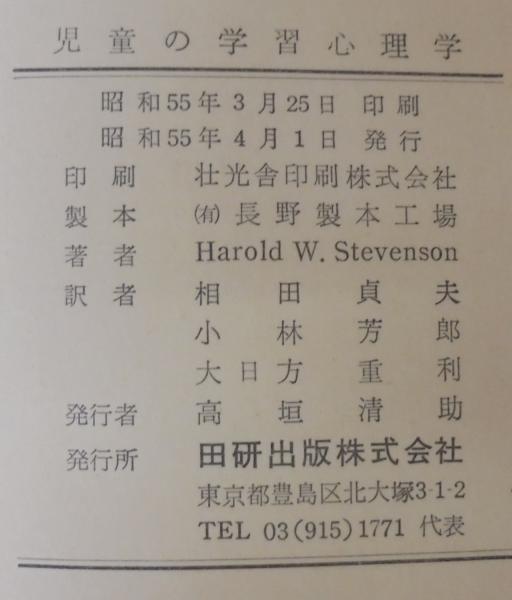 児童の学習心理学
昭和55年3月25日 印刷
昭和55年4月1日 発行
印刷 壮光舎印刷株式会社
製本 ㈲長野製本工場
著者 Harold W. Stevenson
訳者 相田貞夫
小林芳郎
大日方重利
発行者 高垣清助
発行所 田研出版株式会社
東京都豊島区北大塚3-1-2
TEL 03(915)1771 代表